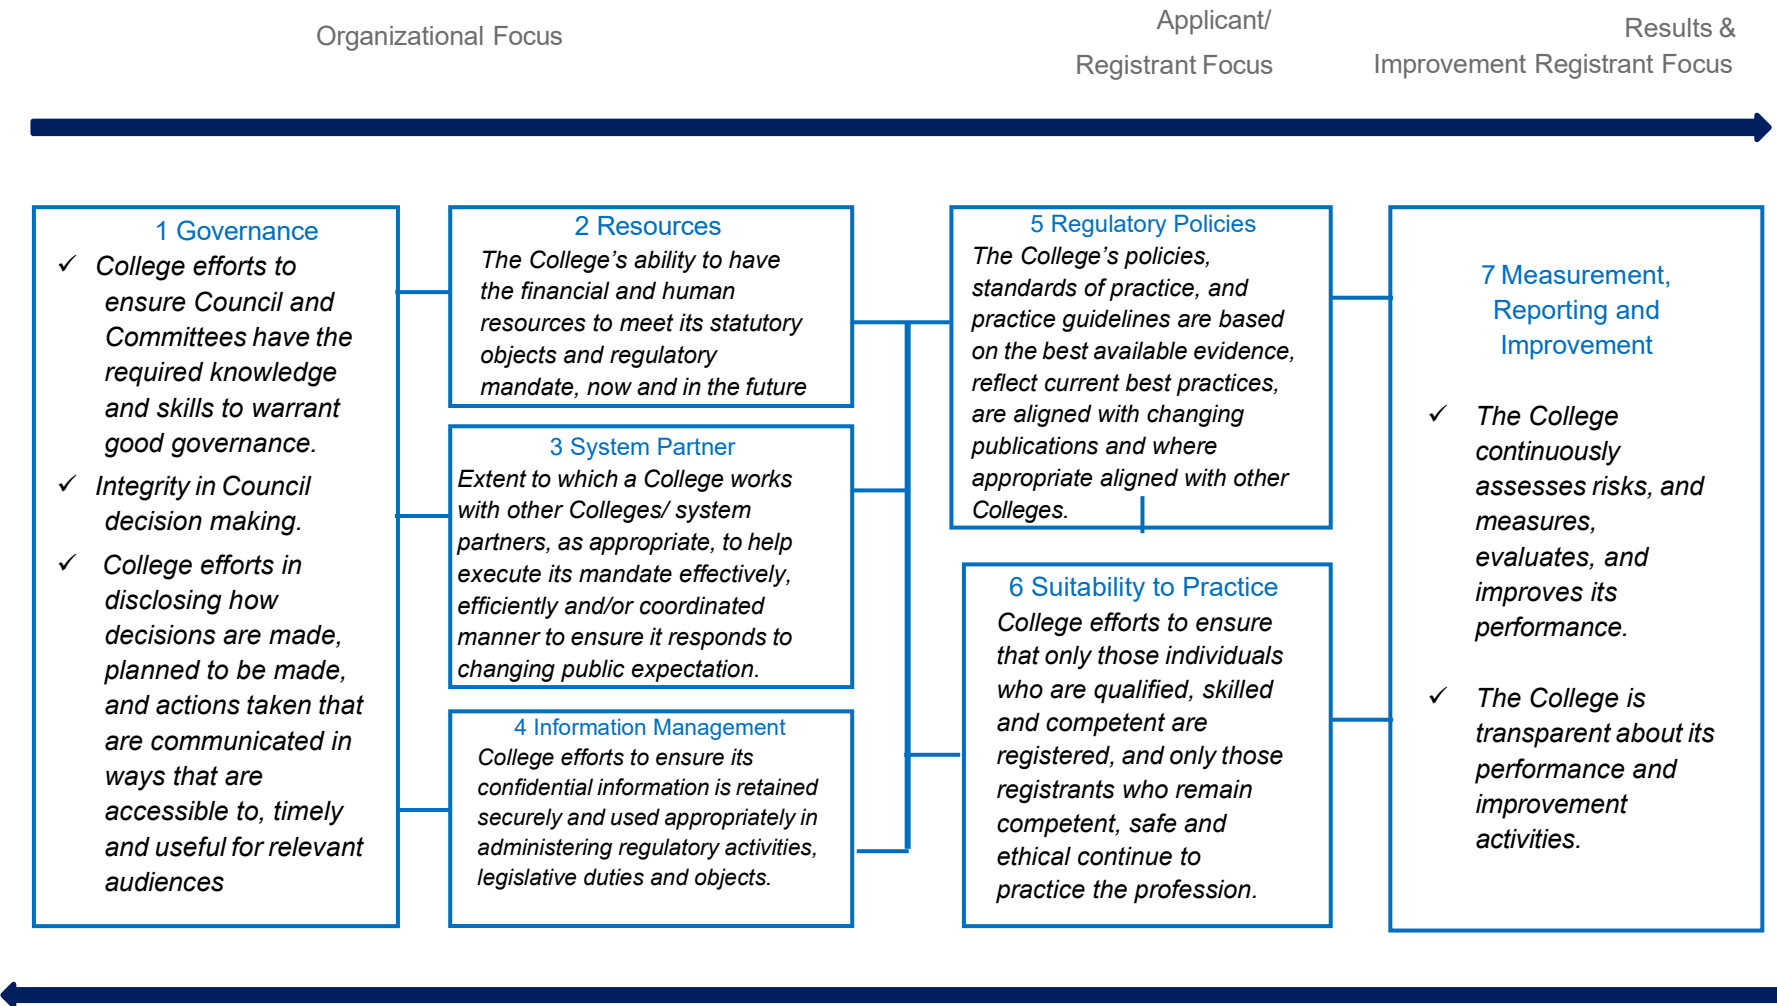 Organizational Focus
Applicant/
Registrant Focus
Results &
Improvement Registrant Focus
1 Governance
✓ College efforts to
ensure Council and
Committees have the
required knowledge
and skills to warrant
good governance.
✓ Integrity in Council
decision making.
✓ College efforts in
disclosing how
decisions are made,
planned to be made,
and actions taken that
are communicated in
ways that are
accessible to, timely
and useful for relevant
audiences
2 Resources
The College’s ability to have
the financial and human
resources to meet its statutory
objects and regulatory
mandate, now and in the future
3 System Partner
Extent to which a College works
with other Colleges/ system
partners, as appropriate, to help
execute its mandate effectively,
efficiently and/or coordinated
manner to ensure it responds to
changing public expectation.
4 Information Management
College efforts to ensure its
confidential information is retained
securely and used appropriately in
administering regulatory activities,
legislative duties and objects.
5 Regulatory Policies
The College’s policies,
standards of practice, and
practice guidelines are based
on the best available evidence,
reflect current best practices,
are aligned with changing
publications and where
appropriate aligned with other
Colleges.
6 Suitability to Practice
College efforts to ensure
that only those individuals
who are qualified, skilled
and competent are
registered, and only those
registrants who remain
competent, safe and
ethical continue to
practice the profession.
7 Measurement,
Reporting and
Improvement
✓ The College
continuously
assesses risks, and
measures,
evaluates, and
improves its
performance.
✓ The College is
transparent about its
performance and
improvement
activities.